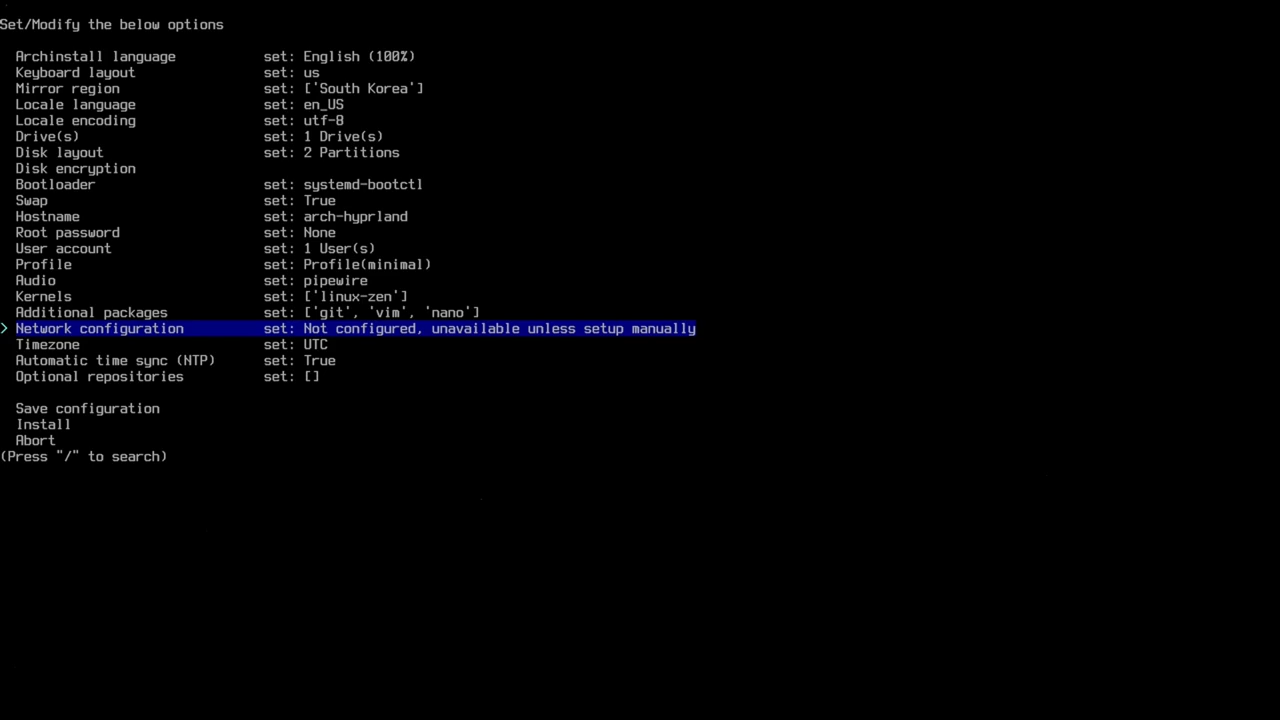 Set/Modify the below options
Archinstall language set: English (100%)
Keyboard layout set: us
Mirror region set: ['South Korea']
Locale language set: en_US
Locale encoding set: utf-8
Drive(s) set: 1 Drive(s)
Disk layout set: 2 Partitions
Disk encryption
Bootloader set: systemd-bootctl
Swap set: True
Hostname set: arch-hyprland
Root password set: None
User account set: 1 User(s)
Profile set: Profile(minimal)
Audio set: pipewire
Kernels set: ['linux-zen']
Additional packages set: ['git', 'vim', 'nano']
> Network configuration set: Not configured, unavailable unless setup manually
Timezone set: UTC
Automatic time sync (NTP) set: True
Optional repositories set: []
Save configuration
Install
Abort
(Press "/" to search)